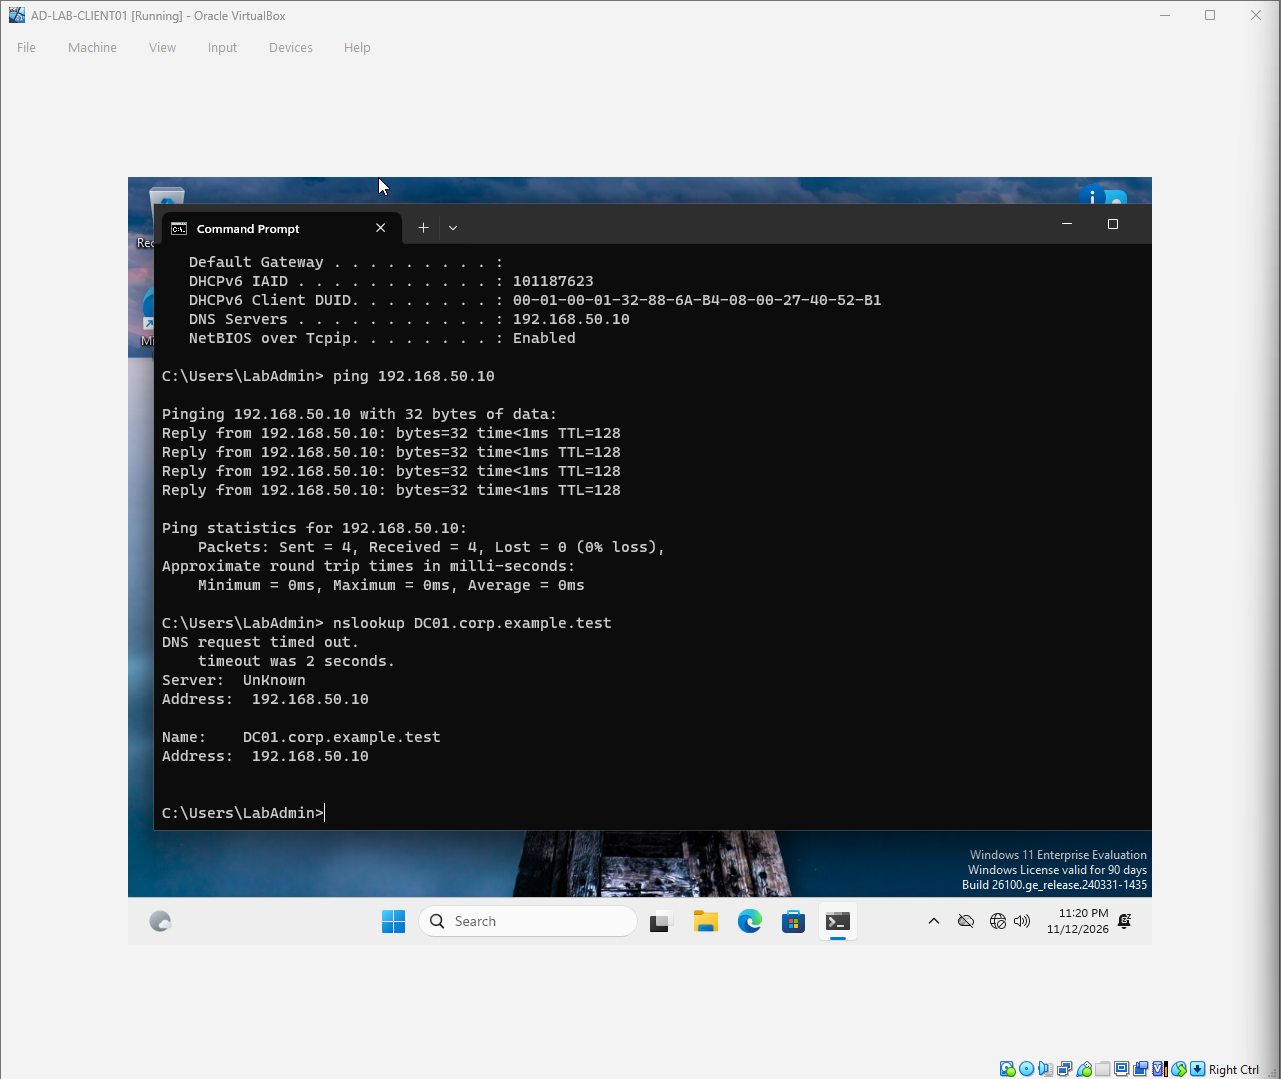 AD-LAB-CLIENT01 [Running] - Oracle VirtualBox
File Machine View Input Devices Help
Command Prompt
Rec
Mi
Default Gateway . . . . . . . . . :
DHCPv6 IAID . . . . . . . . . . . : 101187623
DHCPv6 Client DUID. . . . . . . . : 00-01-00-01-32-88-6A-B4-08-00-27-40-52-B1
DNS Servers . . . . . . . . . . . : 192.168.50.10
NetBIOS over Tcpip. . . . . . . . : Enabled
C:\Users\LabAdmin> ping 192.168.50.10
Pinging 192.168.50.10 with 32 bytes of data:
Reply from 192.168.50.10: bytes=32 time<1ms TTL=128
Reply from 192.168.50.10: bytes=32 time<1ms TTL=128
Reply from 192.168.50.10: bytes=32 time<1ms TTL=128
Reply from 192.168.50.10: bytes=32 time<1ms TTL=128
Ping statistics for 192.168.50.10:
Packets: Sent = 4, Received = 4, Lost = 0 (0% loss),
Approximate round trip times in milli-seconds:
Minimum = 0ms, Maximum = 0ms, Average = 0ms
C:\Users\LabAdmin> nslookup DC01.corp.example.test
DNS request timed out.
timeout was 2 seconds.
Server:  UnKnown
Address:  192.168.50.10
Name:    DC01.corp.example.test
Address:  192.168.50.10
C:\Users\LabAdmin>
Windows 11 Enterprise Evaluation
Windows License valid for 90 days
Build 26100.ge_release.240331-1435
Search
11:20 PM
11/12/2026
Right Ctrl